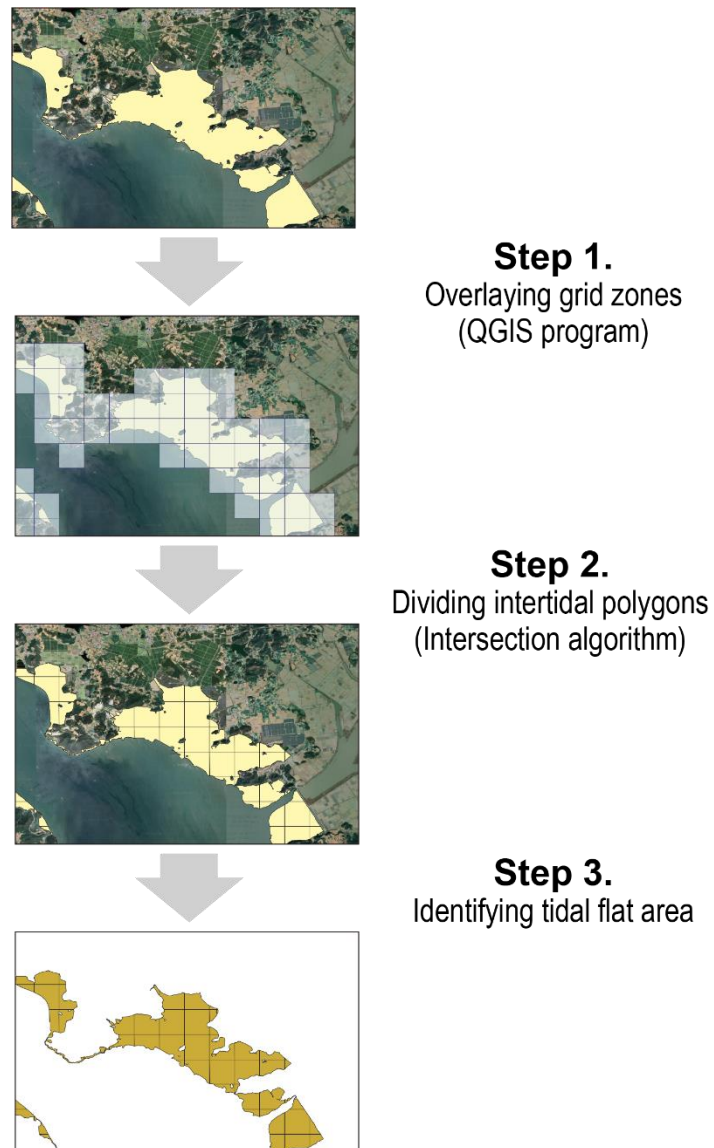 Step 1.
Overlaying grid zones
(QGIS program)
Step 2.
Dividing intertidal polygons
(Intersection algorithm)
Step 3.
Identifying tidal flat area